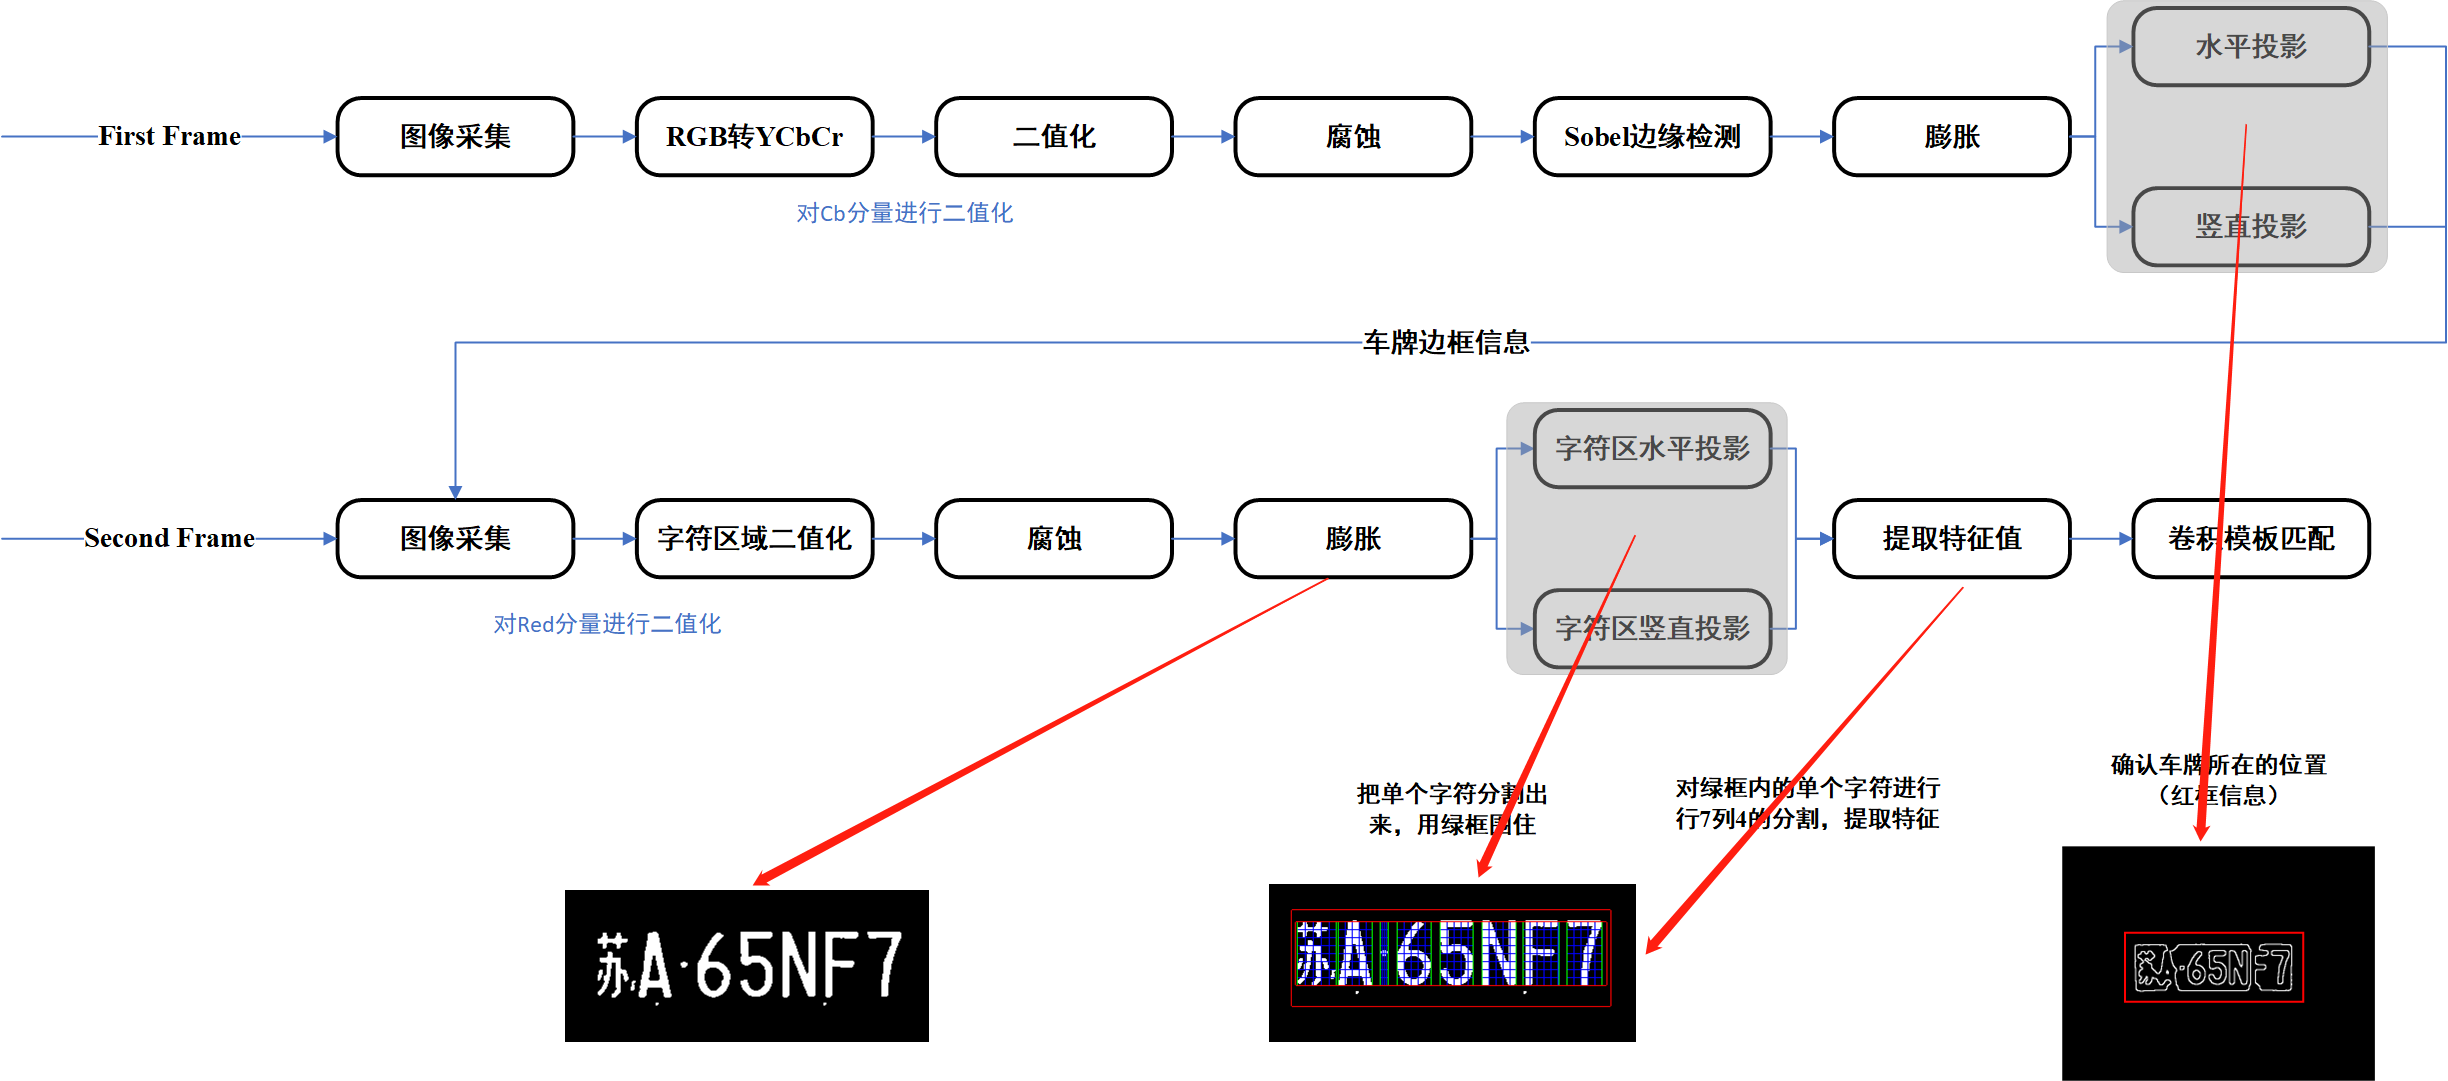 水平投影
First Frame
图像采集
RGB转YCbCr
二值化
腐蚀
Sobel边缘检测
膨胀
对Cb分量进行二值化
竖直投影
车牌边框信息
字符区水平投影
Second Frame
图像采集
字符区域二值化
腐蚀
膨胀
提取特征值
卷积模板匹配
对Red分量进行二值化
字符区竖直投影
把单个字符分割出
来，用绿框围住
对绿框内的单个字符进行
行7列4的分割，提取特征
确认车牌所在的位置
（红框信息）
苏A·65NF7
苏A·65NF7
苏A·65NF7